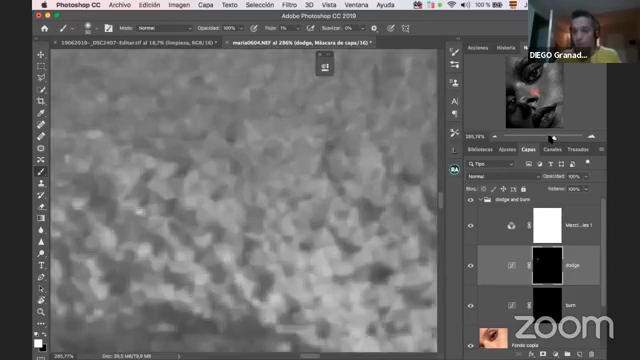 Photoshop CC Archivo Edición Imagen Capa Texto Selección Filtro 3D Vista
Adobe Photoshop CC 2019
Modo: Normal Opacidad: 100% Flujo: 1% Suavizar: 0%
maria0604.NEF al 286% (dodge, Máscara de capa/16) *
DIEGO Granad...
Acciones Historia
285,78%
Bibliotecas Ajustes Capas Canales Trazados
Tipo
Normal Opacidad: 100%
Bloq.: Relleno: 100%
dodge and burn
Mezcl...les 1
dodge
burn
Fondo copia
RA
285,77% Doc: 39,5 MB/79,9 MB
zoom